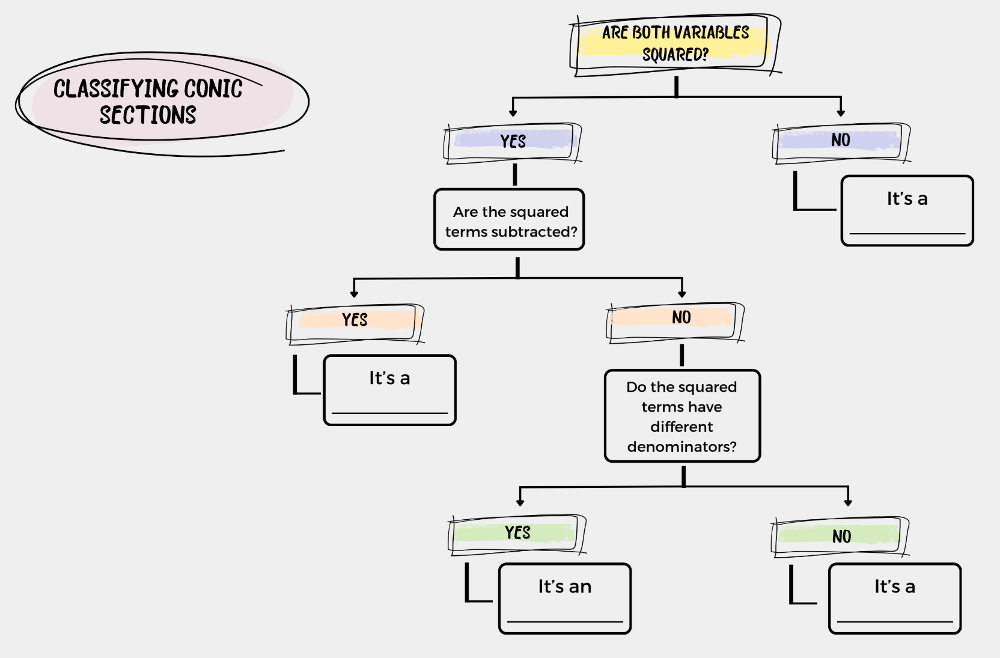 CLASSIFYING CONIC
SECTIONS
ARE BOTH VARIABLES
SQUARED?
YES
NO
It's a
Are the squared
terms subtracted?
YES
NO
It's a
Do the squared
terms have
different
denominators?
YES
NO
It's an
It's a